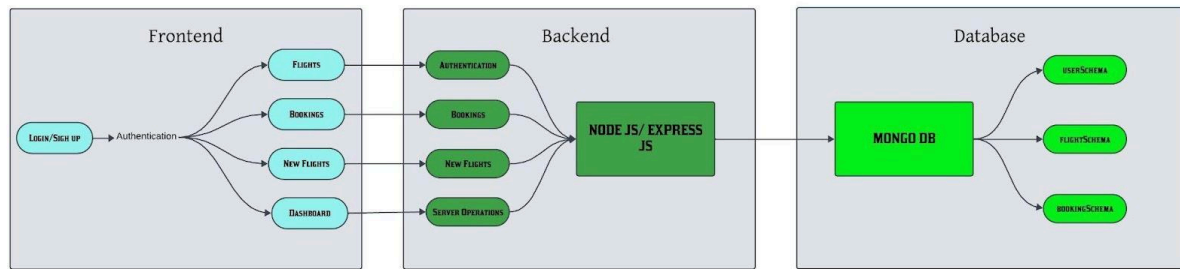 Frontend
Login/Sigh up
Authentication
Flights
Bookings
New Flights
Dashboard
Backend
Authentication
Bookings
New Flights
Server Operations
NODE JS/ EXPRESS
JS
Database
MONGO DB
userSchema
flightSchema
bookingSchema